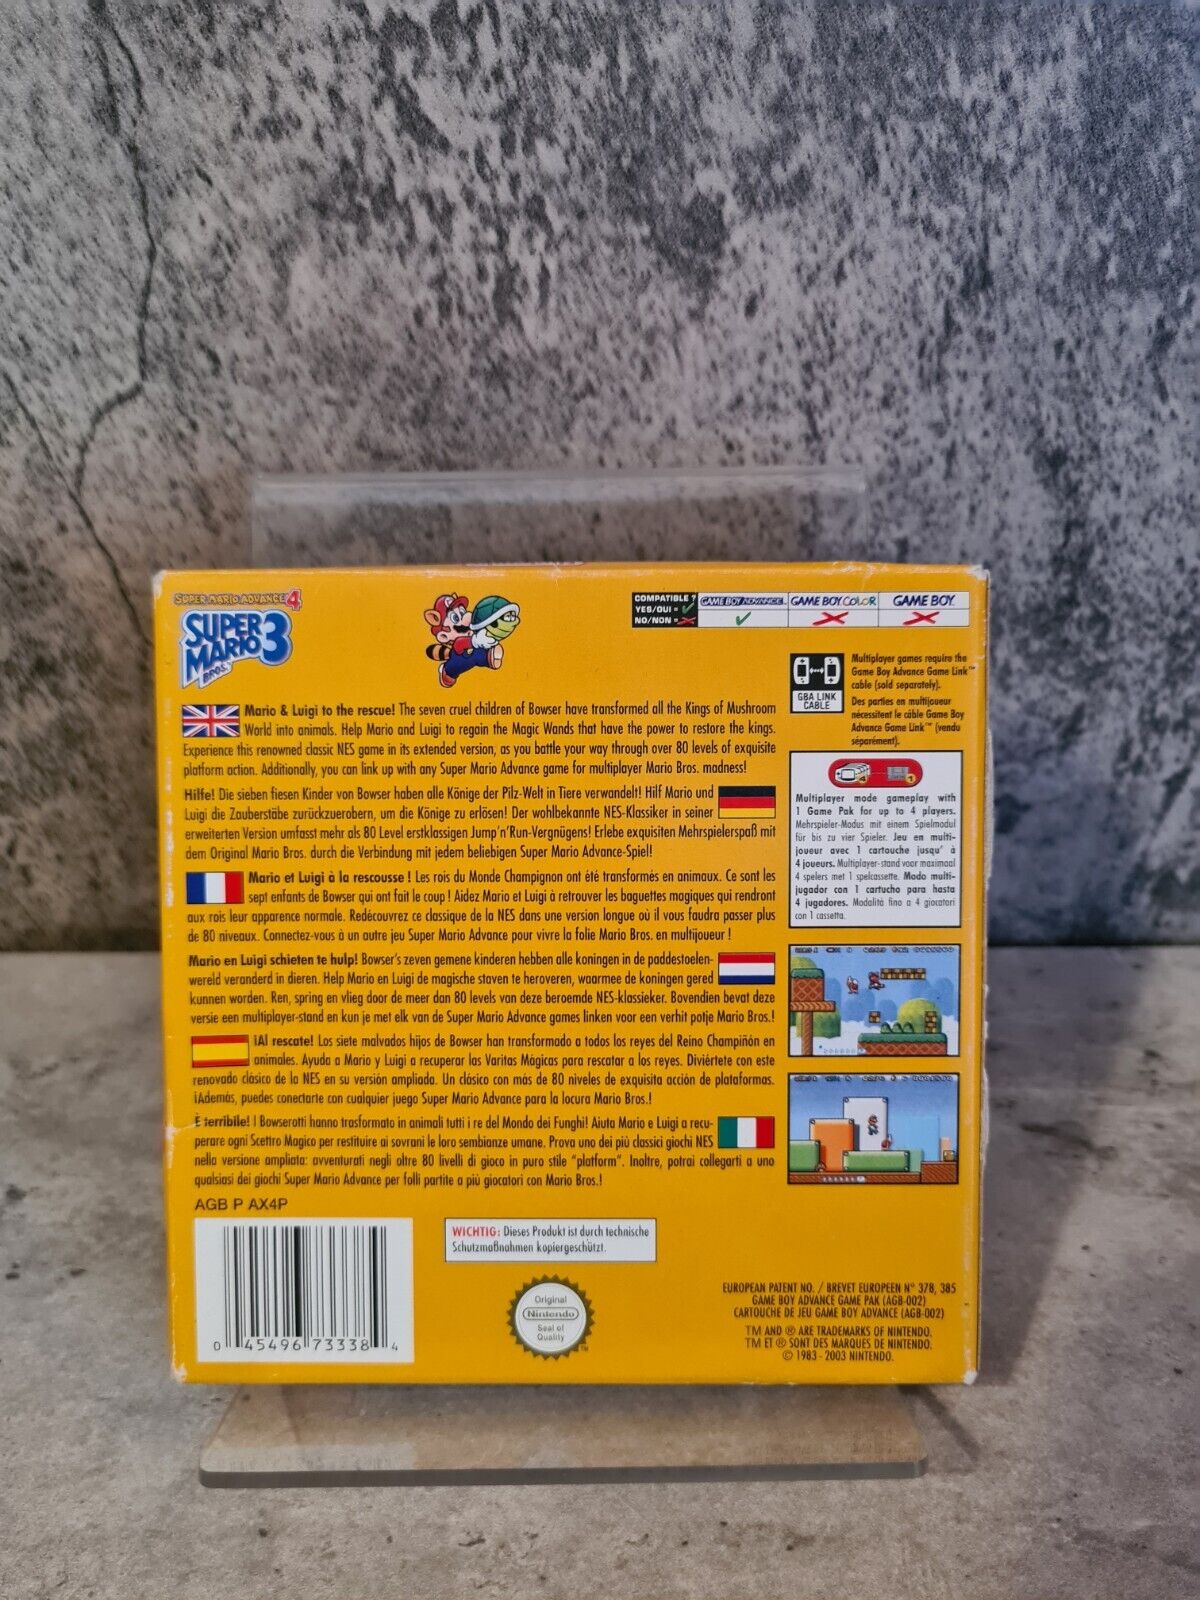 SUPER MARIO ADVANCE 4
SUPER
MARIO 3
BROS.
COMPATIBLE ?
YES/OUI = ✓
NO/NON = ✗
GAME BOY ADVANCE
GAME BOY COLOR
GAME BOY
Mario & Luigi to the rescue! The seven cruel children of Bowser have transformed all the Kings of Mushroom
World into animals. Help Mario and Luigi to regain the Magic Wands that have the power to restore the kings.
Experience this renowned classic NES game in its extended version, as you battle your way through over 80 levels of exquisite
platform action. Additionally, you can link up with any Super Mario Advance game for multiplayer Mario Bros. madness!
Hilfe! Die sieben fiesen Kinder von Bowser haben alle Könige der Pilz-Welt in Tiere verwandelt! Hilf Mario und
Luigi die Zauberstäbe zurückzuerobern, um die Könige zu erlösen! Der wohlbekannte NES-Klassiker in seiner
erweiterten Version umfasst mehr als 80 Level erstklassigen Jump'n'Run-Vergnügens! Erlebe exquisiten Mehrspielerspaß mit
dem Original Mario Bros. durch die Verbindung mit jedem beliebigen Super Mario Advance-Spiel!
Mario et Luigi à la rescousse ! Les rois du Monde Champignon ont été transformés en animaux. Ce sont les
sept enfants de Bowser qui ont fait le coup ! Aidez Mario et Luigi à retrouver les baguettes magiques qui rendront
aux rois leur apparence normale. Redécouvrez ce classique de la NES dans une version longue où il vous faudra passer plus
de 80 niveaux. Connectez-vous à un autre jeu Super Mario Advance pour vivre la folie Mario Bros. en multijoueur !
Mario en Luigi schieten te hulp! Bowser's zeven gemene kinderen hebben alle koningen in de paddestoelen-
wereld veranderd in dieren. Help Mario en Luigi de magische staven te heroveren, waarmee de koningen gered
kunnen worden. Ren, spring en vlieg door de meer dan 80 levels van deze beroemde NES-klassieker. Bovendien bevat deze
versie een multiplayer-stand en kun je met elk van de Super Mario Advance games linken voor een verhit potje Mario Bros.!
¡Al rescate! Los siete malvados hijos de Bowser han transformado a todos los reyes del Reino Champiñón en
animales. Ayuda a Mario y Luigi a recuperar las Varitas Mágicas para rescatar a los reyes. Diviértete con este
renovado clásico de la NES en su versión ampliada. Un clásico con más de 80 niveles de exquisita acción de plataformas.
¡Además, puedes conectarte con cualquier juego Super Mario Advance para la locura Mario Bros.!
È terribile! I Bowserotti hanno trasformato in animali tutti i re del Mondo dei Funghi! Aiuta Mario e Luigi a recu-
perare ogni Scettro Magico per restituire ai sovrani le loro sembianze umane. Prova uno dei più classici giochi NES
nella versione ampliata: avventurati negli oltre 80 livelli di gioco in puro stile "platform". Inoltre, potrai collegarti a uno
qualsiasi dei giochi Super Mario Advance per folli partite a più giocatori con Mario Bros.!
AGB P AX4P
0 45496 73338 4
WICHTIG: Dieses Produkt ist durch technische
Schutzmaßnahmen kopiergeschützt.
Original
Nintendo
Seal of
Quality
TM
GBA LINK
CABLE
Multiplayer games require the
Game Boy Advance Game Link™
cable (sold separately).
Des parties en multijoueur
nécessitent le câble Game Boy
Advance Game Link™ (vendu
séparément).
4
1
Multiplayer mode gameplay with
1 Game Pak for up to 4 players.
Mehrspieler-Modus mit einem Spielmodul
für bis zu vier Spieler. Jeu en multi-
joueur avec 1 cartouche jusqu' à
4 joueurs. Multiplayer-stand voor maximaal
4 spelers met 1 spelcassette. Modo multi-
jugador con 1 cartucho para hasta
4 jugadores. Modalità fino a 4 giocatori
con 1 cassetta.
EUROPEAN PATENT NO. / BREVET EUROPEEN N° 378, 385
GAME BOY ADVANCE GAME PAK (AGB-002)
CARTOUCHE DE JEU GAME BOY ADVANCE (AGB-002)
TM AND ® ARE TRADEMARKS OF NINTENDO.
TM ET ® SONT DES MARQUES DE NINTENDO.
© 1983 - 2003 NINTENDO.